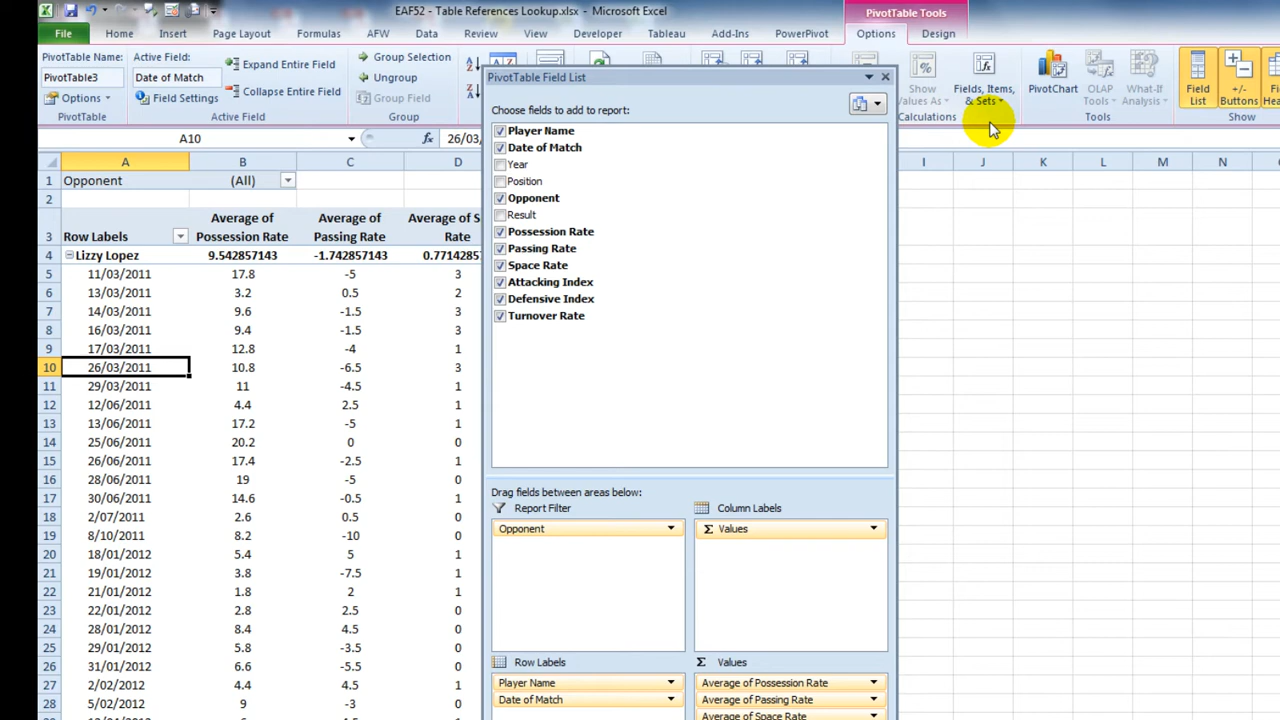 EAF52 - Table References Lookup.xlsx - Microsoft Excel
PivotTable Tools
File Home Insert Page Layout Formulas AFW Data Review View Developer Tableau Add-Ins PowerPivot Options Design
PivotTable Name:
PivotTable3
Options
PivotTable
Active Field:
Date of Match
Field Settings
Expand Entire Field
Collapse Entire Field
Active Field
Group Selection
Ungroup
Group Field
Group
Show
Values As
Fields, Items,
& Sets
Calculations
PivotChart
OLAP
Tools
What-If
Analysis
Tools
Field
List
+/-
Buttons
Show
A10
fx
26/03/
A B C D I J K L M N
1 Opponent (All)
2
3 Row Labels Average of Possession Rate Average of Passing Rate Average of S Rate
4 Lizzy Lopez 9.542857143 -1.742857143 0.7714285
5 11/03/2011 17.8 -5 3
6 13/03/2011 3.2 0.5 2
7 14/03/2011 9.6 -1.5 3
8 16/03/2011 9.4 -1.5 3
9 17/03/2011 12.8 -4 1
10 26/03/2011 10.8 -6.5 3
11 29/03/2011 11 -4.5 1
12 12/06/2011 4.4 2.5 1
13 13/06/2011 17.2 -5 0
14 25/06/2011 20.2 0 0
15 26/06/2011 17.4 -2.5 1
16 28/06/2011 19 -5 0
17 30/06/2011 14.6 -0.5 1
18 2/07/2011 2.6 0.5 0
19 8/10/2011 8.2 -10 0
20 18/01/2012 5.4 5 1
21 19/01/2012 3.8 -7.5 1
22 21/01/2012 1.8 2 1
23 22/01/2012 2.8 2.5 0
24 28/01/2012 8.4 4.5 0
25 29/01/2012 5.8 -3.5 0
26 31/01/2012 6.6 -5.5 0
27 2/02/2012 4.4 4.5 1
28 5/02/2012 9 -3 0
PivotTable Field List
Choose fields to add to report:
Player Name
Date of Match
Year
Position
Opponent
Result
Possession Rate
Passing Rate
Space Rate
Attacking Index
Defensive Index
Turnover Rate
Drag fields between areas below:
Report Filter
Opponent
Column Labels
Σ Values
Row Labels
Player Name
Date of Match
Σ Values
Average of Possession Rate
Average of Passing Rate
Average of Space Rate